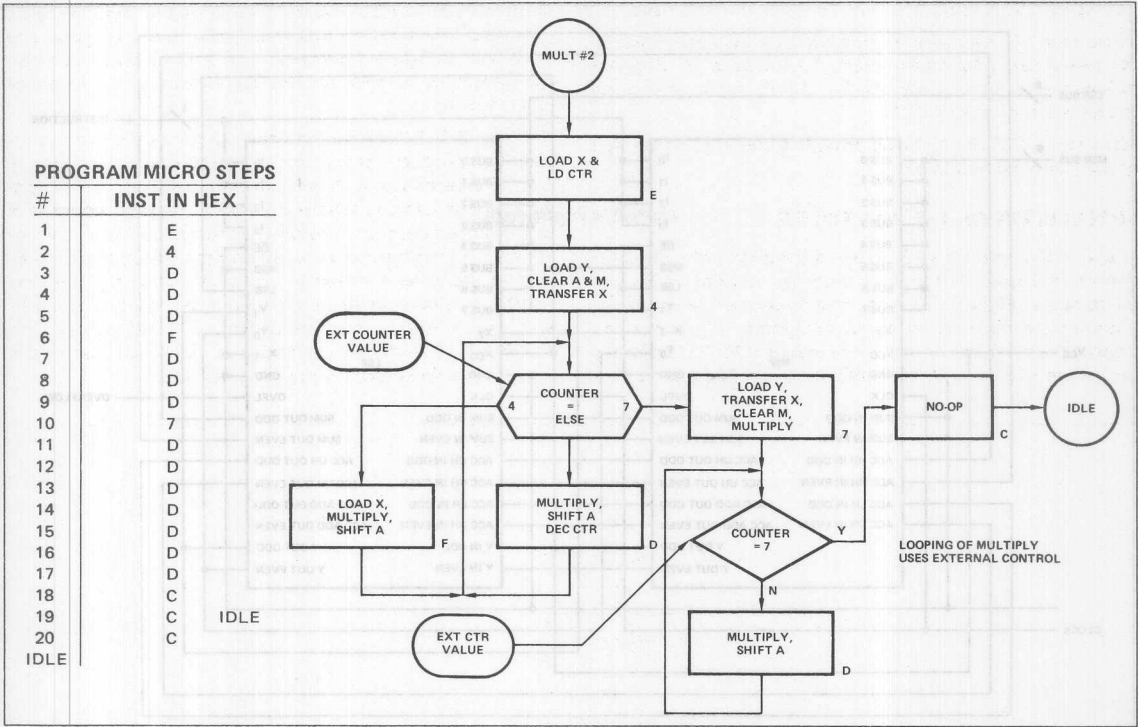 MULT #2
LOAD X &
LD CTR
E
PROGRAM MICRO STEPS
# INST IN HEX
1 E
2 4
3 D
4 D
5 D
6 F
7 D
8 D
9 D
10 7
11 D
12 D
13 D
14 D
15 D
16 D
17 D
18 C
19 C IDLE
20 C
IDLE
LOAD Y,
CLEAR A & M,
TRANSFER X
4
EXT COUNTER
VALUE
4 COUNTER 7
=
ELSE
LOAD Y,
TRANSFER X,
CLEAR M,
MULTIPLY
7
NO-OP
C
IDLE
LOAD X,
MULTIPLY,
SHIFT A
F
MULTIPLY,
SHIFT A
DEC CTR
D
COUNTER
= 7
Y
N
LOOPING OF MULTIPLY
USES EXTERNAL CONTROL
EXT CTR
VALUE
MULTIPLY,
SHIFT A
D